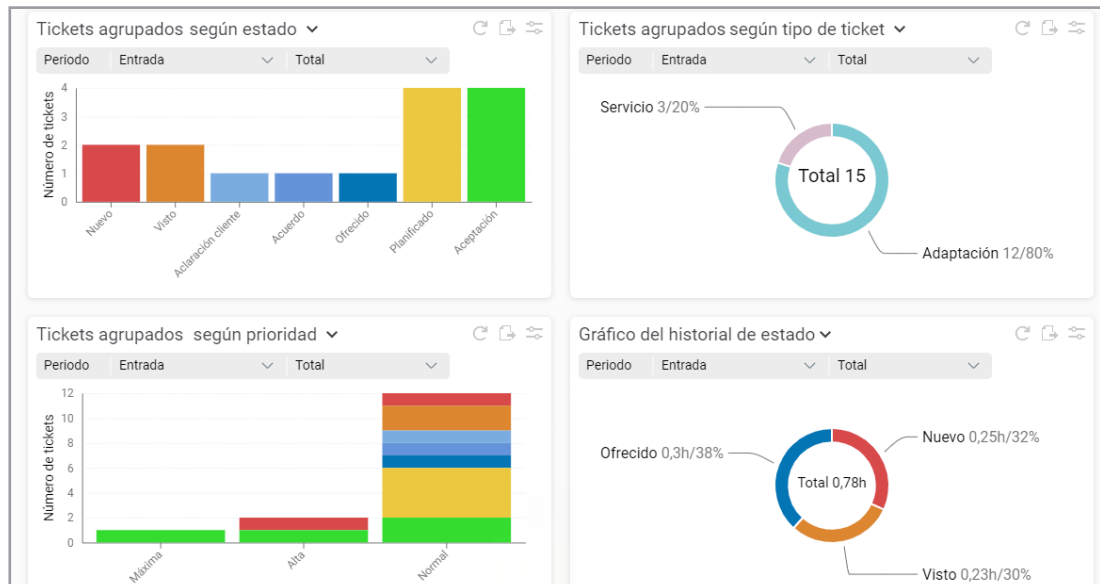 Tickets agrupados según estado
Periodo Entrada Total
Número de tickets
4
3
2
1
0
Nuevo
Visto
Aclaración cliente
Acuerdo
Ofrecido
Planificado
Aceptación
Tickets agrupados según tipo de ticket
Periodo Entrada Total
Servicio 3/20%
Total 15
Adaptación 12/80%
Tickets agrupados según prioridad
Periodo Entrada Total
Número de tickets
12
10
8
6
4
2
0
Máxima
Alta
Normal
Gráfico del historial de estado
Periodo Entrada Total
Nuevo 0,25h/32%
Ofrecido 0,3h/38%
Total 0,78h
Visto 0,23h/30%